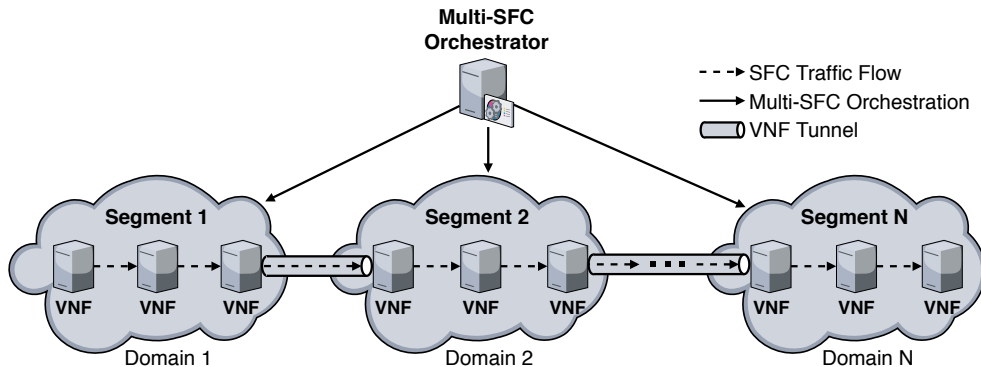 Multi-SFC
Orchestrator
SFC Traffic Flow
Multi-SFC Orchestration
VNF Tunnel
Segment 1
Segment 2
Segment N
VNF VNF VNF
VNF VNF VNF
VNF VNF VNF
Domain 1
Domain 2
Domain N